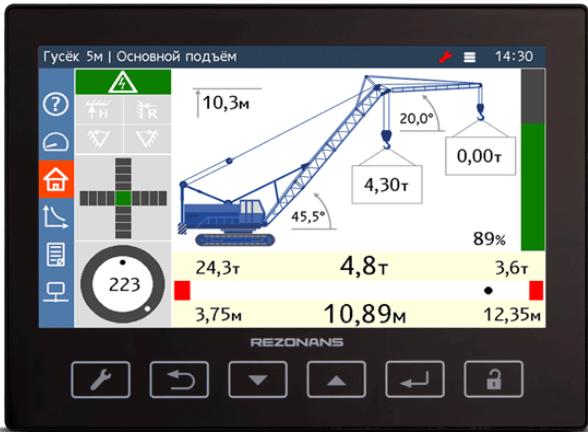 Гусёк 5м | Основной подъём
14:30
?
H
R
10,3м
20,0°
0,00т
4,30т
45,5°
89%
223
24,3т
4,8т
3,6т
3,75м
10,89м
12,35м
REZONANS